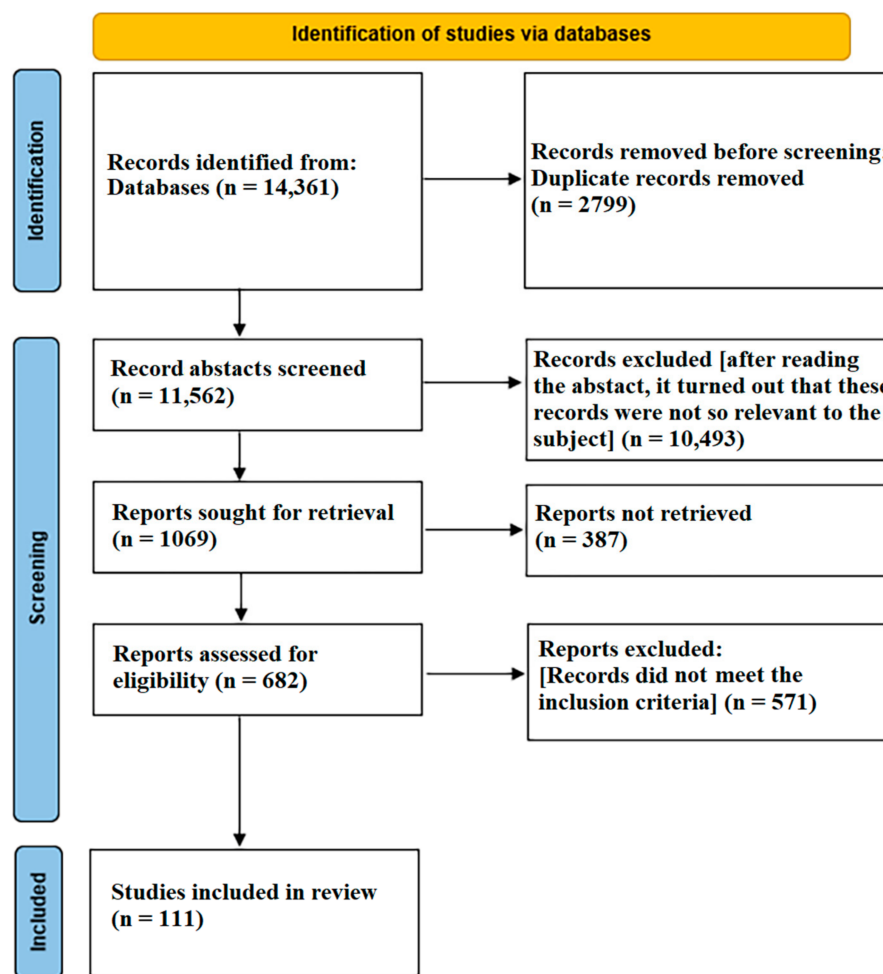 Identification of studies via databases
Identification
Records identified from:
Databases (n = 14,361)
Records removed before screening:
Duplicate records removed
(n = 2799)
Screening
Record abstacts screened
(n = 11,562)
Records excluded [after reading
the abstact, it turned out that these
records were not so relevant to the
subject] (n = 10,493)
Reports sought for retrieval
(n = 1069)
Reports not retrieved
(n = 387)
Reports assessed for
eligibility (n = 682)
Reports excluded:
[Records did not meet the
inclusion criteria] (n = 571)
Included
Studies included in review
(n = 111)